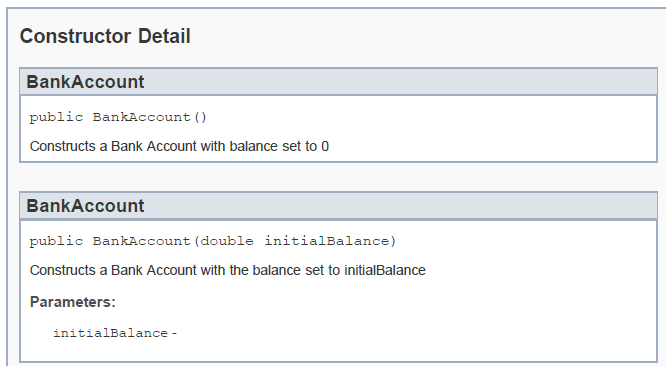 Constructor Detail
BankAccount
public BankAccount()
Constructs a Bank Account with balance set to 0
BankAccount
public BankAccount(double initialBalance)
Constructs a Bank Account with the balance set to initialBalance
Parameters:
initialBalance -